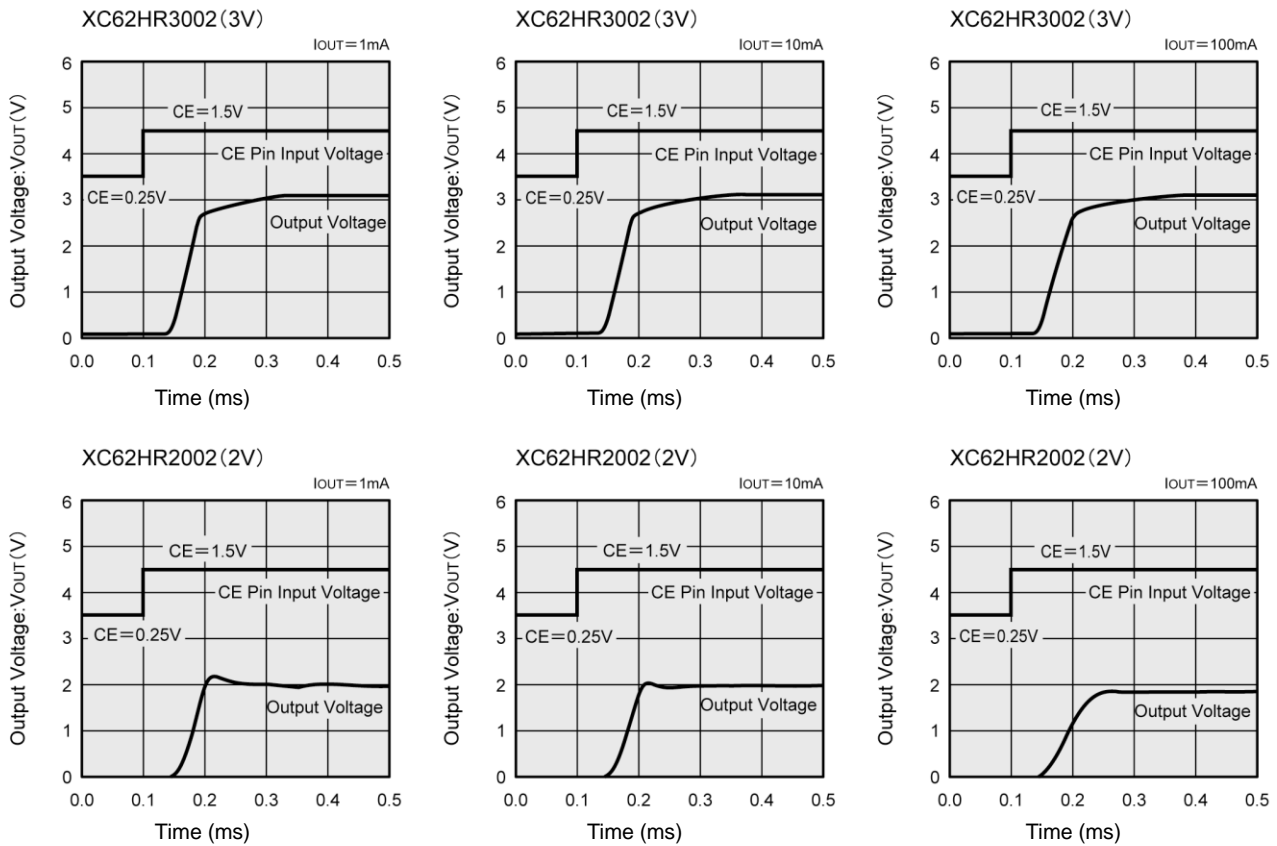 XC62HR3002(3V)
IOUT=1mA
Output Voltage:VOUT(V)
6
5
4
3
2
1
0
CE=1.5V
CE Pin Input Voltage
CE=0.25V
Output Voltage
0.0 0.1 0.2 0.3 0.4 0.5
Time (ms)
XC62HR3002(3V)
IOUT=10mA
Output Voltage:VOUT(V)
6
5
4
3
2
1
0
CE=1.5V
CE Pin Input Voltage
CE=0.25V
Output Voltage
0.0 0.1 0.2 0.3 0.4 0.5
Time (ms)
XC62HR3002(3V)
IOUT=100mA
Output Voltage:VOUT(V)
6
5
4
3
2
1
0
CE=1.5V
CE Pin Input Voltage
CE=0.25V
Output Voltage
0.0 0.1 0.2 0.3 0.4 0.5
Time (ms)
XC62HR2002(2V)
IOUT=1mA
Output Voltage:VOUT(V)
6
5
4
3
2
1
0
CE=1.5V
CE Pin Input Voltage
CE=0.25V
Output Voltage
0.0 0.1 0.2 0.3 0.4 0.5
Time (ms)
XC62HR2002(2V)
IOUT=10mA
Output Voltage:VOUT(V)
6
5
4
3
2
1
0
CE=1.5V
CE Pin Input Voltage
CE=0.25V
Output Voltage
0.0 0.1 0.2 0.3 0.4 0.5
Time (ms)
XC62HR2002(2V)
IOUT=100mA
Output Voltage:VOUT(V)
6
5
4
3
2
1
0
CE=1.5V
CE Pin Input Voltage
CE=0.25V
Output Voltage
0.0 0.1 0.2 0.3 0.4 0.5
Time (ms)